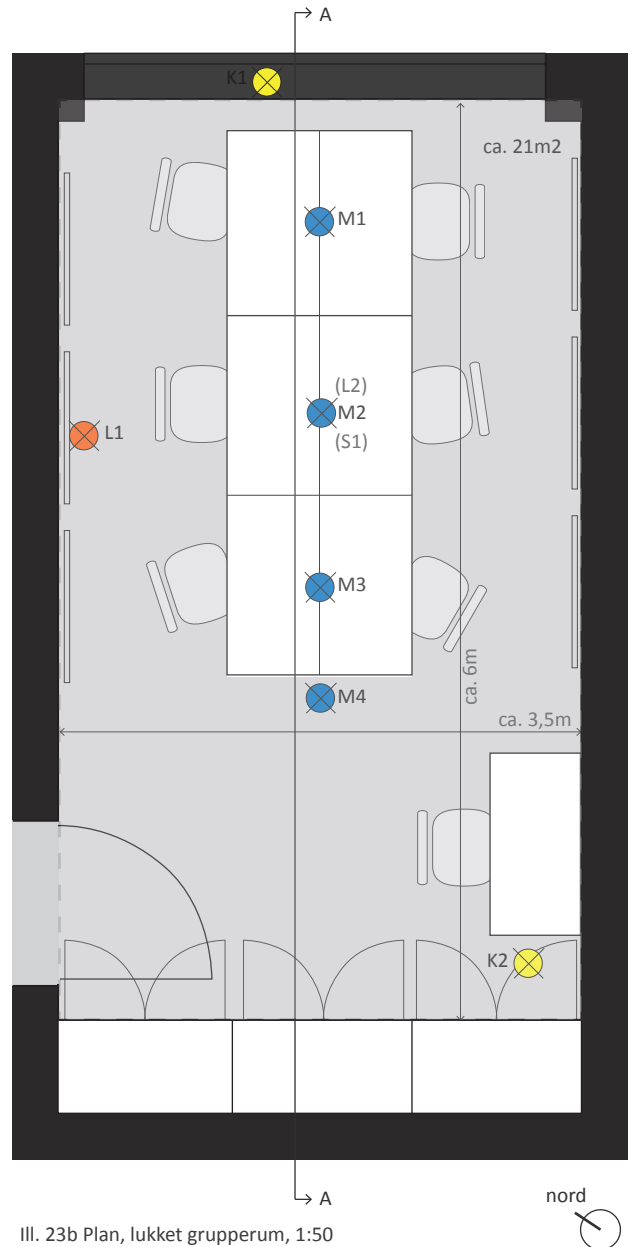 A
K1
ca. 21m2
M1
(L2)
M2
(S1)
L1
M3
ca. 6m
M4
ca. 3,5m
K2
A
nord
Ill. 23b Plan, lukket grupperum, 1:50